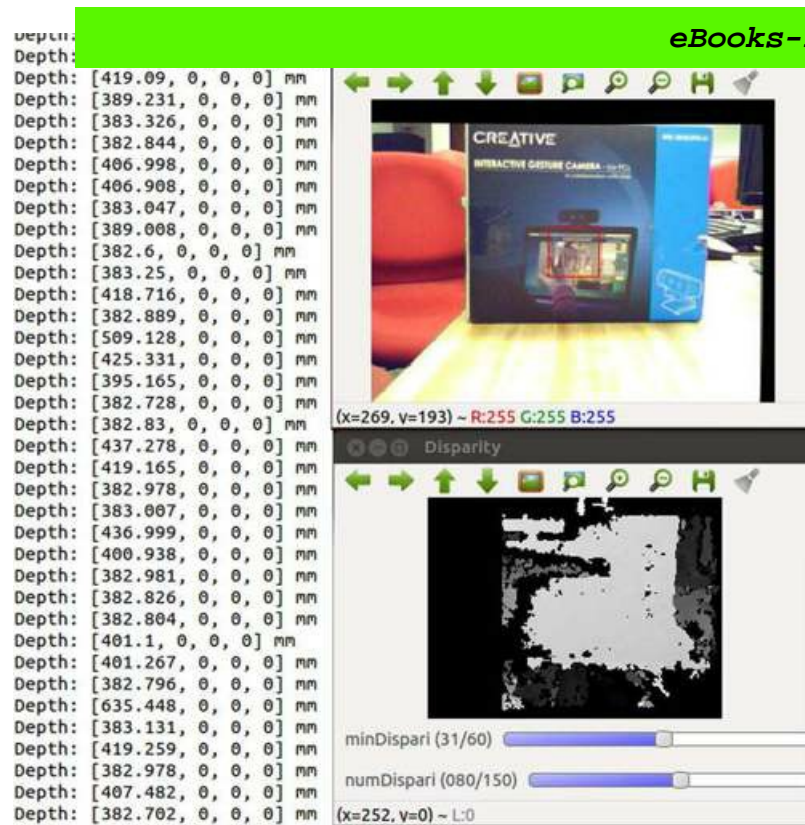 eBooks-
Depth:
Depth:
Depth: [419.09, 0, 0, 0] mm
Depth: [389.231, 0, 0, 0] mm
Depth: [383.326, 0, 0, 0] mm
Depth: [382.844, 0, 0, 0] mm
Depth: [406.998, 0, 0, 0] mm
Depth: [406.908, 0, 0, 0] mm
Depth: [383.047, 0, 0, 0] mm
Depth: [389.008, 0, 0, 0] mm
Depth: [382.6, 0, 0, 0] mm
Depth: [383.25, 0, 0, 0] mm
Depth: [418.716, 0, 0, 0] mm
Depth: [382.889, 0, 0, 0] mm
Depth: [509.128, 0, 0, 0] mm
Depth: [425.331, 0, 0, 0] mm
Depth: [395.165, 0, 0, 0] mm
Depth: [382.728, 0, 0, 0] mm
Depth: [382.83, 0, 0, 0] mm
Depth: [437.278, 0, 0, 0] mm
Depth: [419.165, 0, 0, 0] mm
Depth: [382.978, 0, 0, 0] mm
Depth: [383.007, 0, 0, 0] mm
Depth: [436.999, 0, 0, 0] mm
Depth: [400.938, 0, 0, 0] mm
Depth: [382.981, 0, 0, 0] mm
Depth: [382.826, 0, 0, 0] mm
Depth: [382.804, 0, 0, 0] mm
Depth: [401.1, 0, 0, 0] mm
Depth: [401.267, 0, 0, 0] mm
Depth: [382.796, 0, 0, 0] mm
Depth: [635.448, 0, 0, 0] mm
Depth: [383.131, 0, 0, 0] mm
Depth: [419.259, 0, 0, 0] mm
Depth: [382.978, 0, 0, 0] mm
Depth: [407.482, 0, 0, 0] mm
Depth: [382.702, 0, 0, 0] mm
CREATIVE
INTERACTIVE GESTURE CAMERA
(x=269, y=193) ~ R:255 G:255 B:255
Disparity
minDispari (31/60)
numDispari (080/150)
(x=252, y=0) ~ L:0